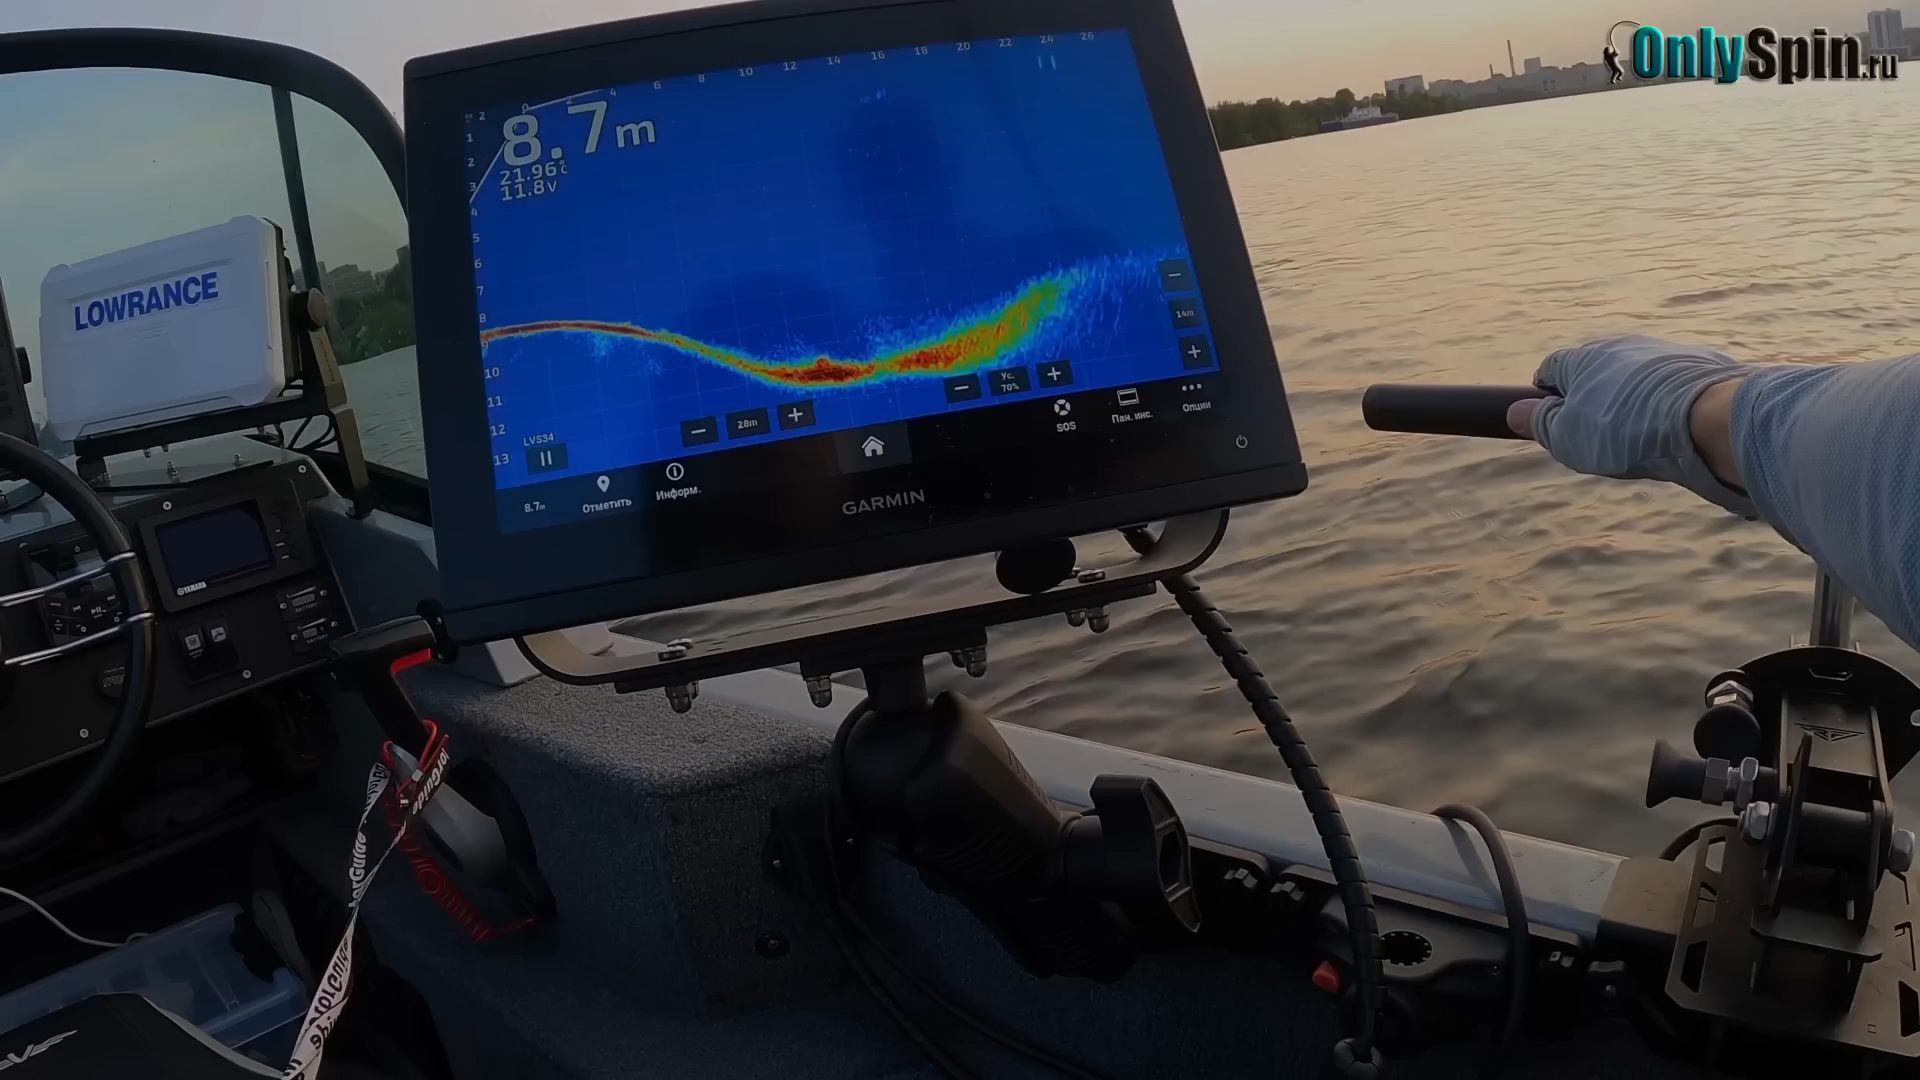 OnlySpin.ru
0 2 4 6 8 10 12 14 16 18 20 22 24 26
8.7m
21.96°c
11.8v
2
1
2
3
4
5
6
7
8
9
10
11
12
13
LOWRANCE
LVS34
28m
Ус.
70%
14m
8.7m
Отметить
Информ.
SOS
Пан. инс.
Опции
GARMIN
YAMAHA